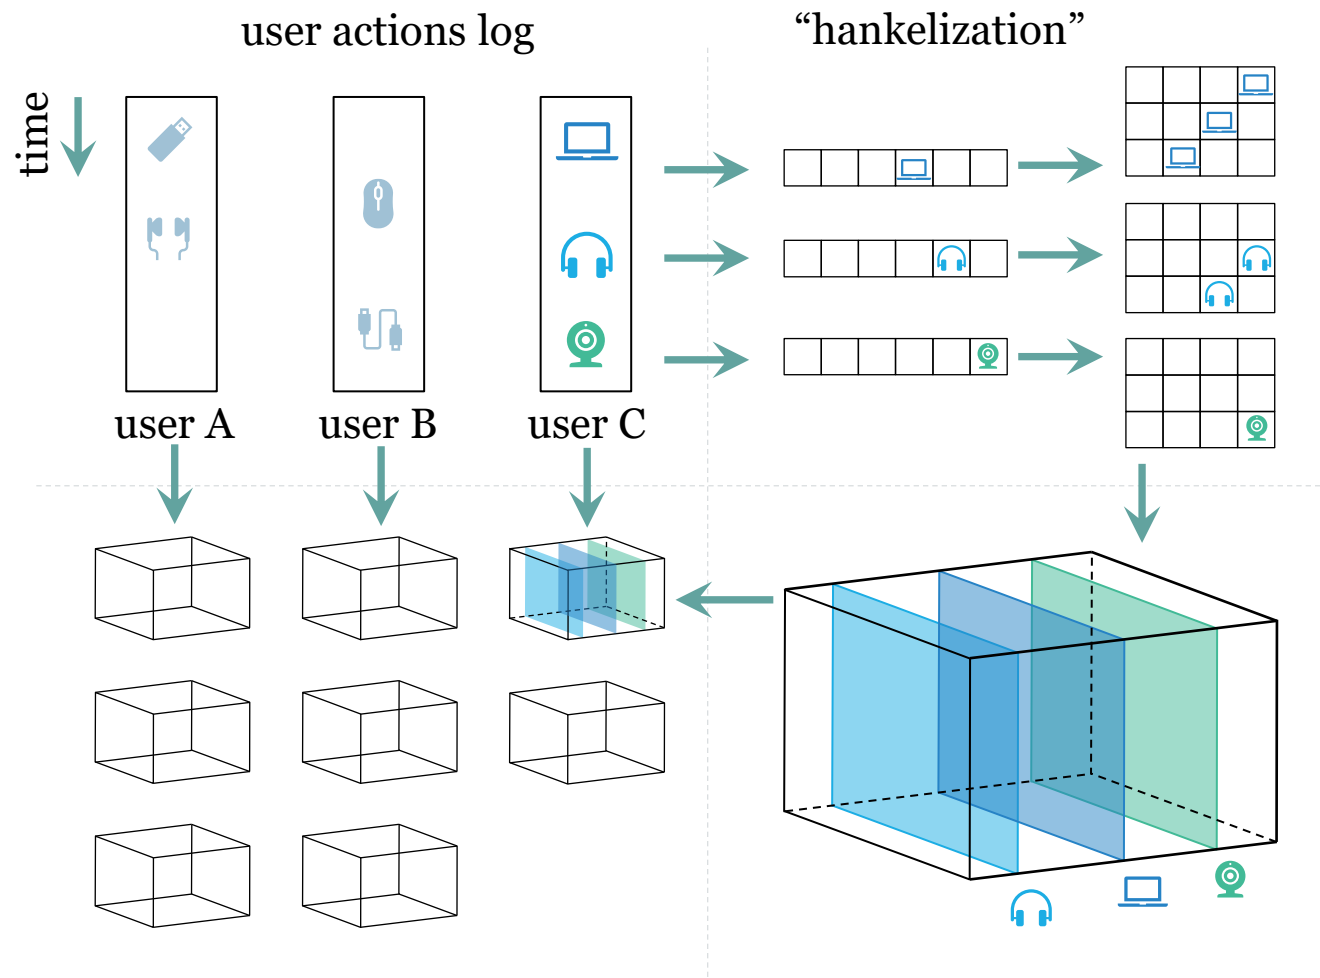 user actions log
“hankelization”
time
user A
user B
user C